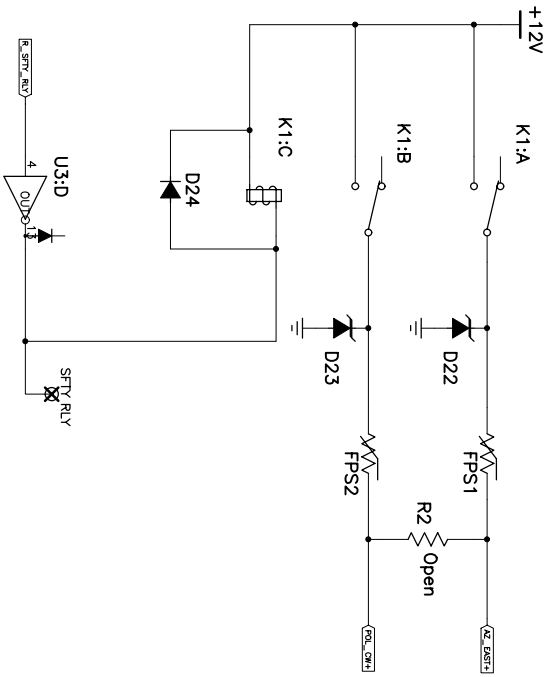 +12V
K1:A
K1:B
K1:C
D24
R_SFTY_RLY
4
U3:D
OUT
13
D22
D23
SFTY RLY
FPS1
FPS2
R2
Open
AZ_EAST+
POL_CW+